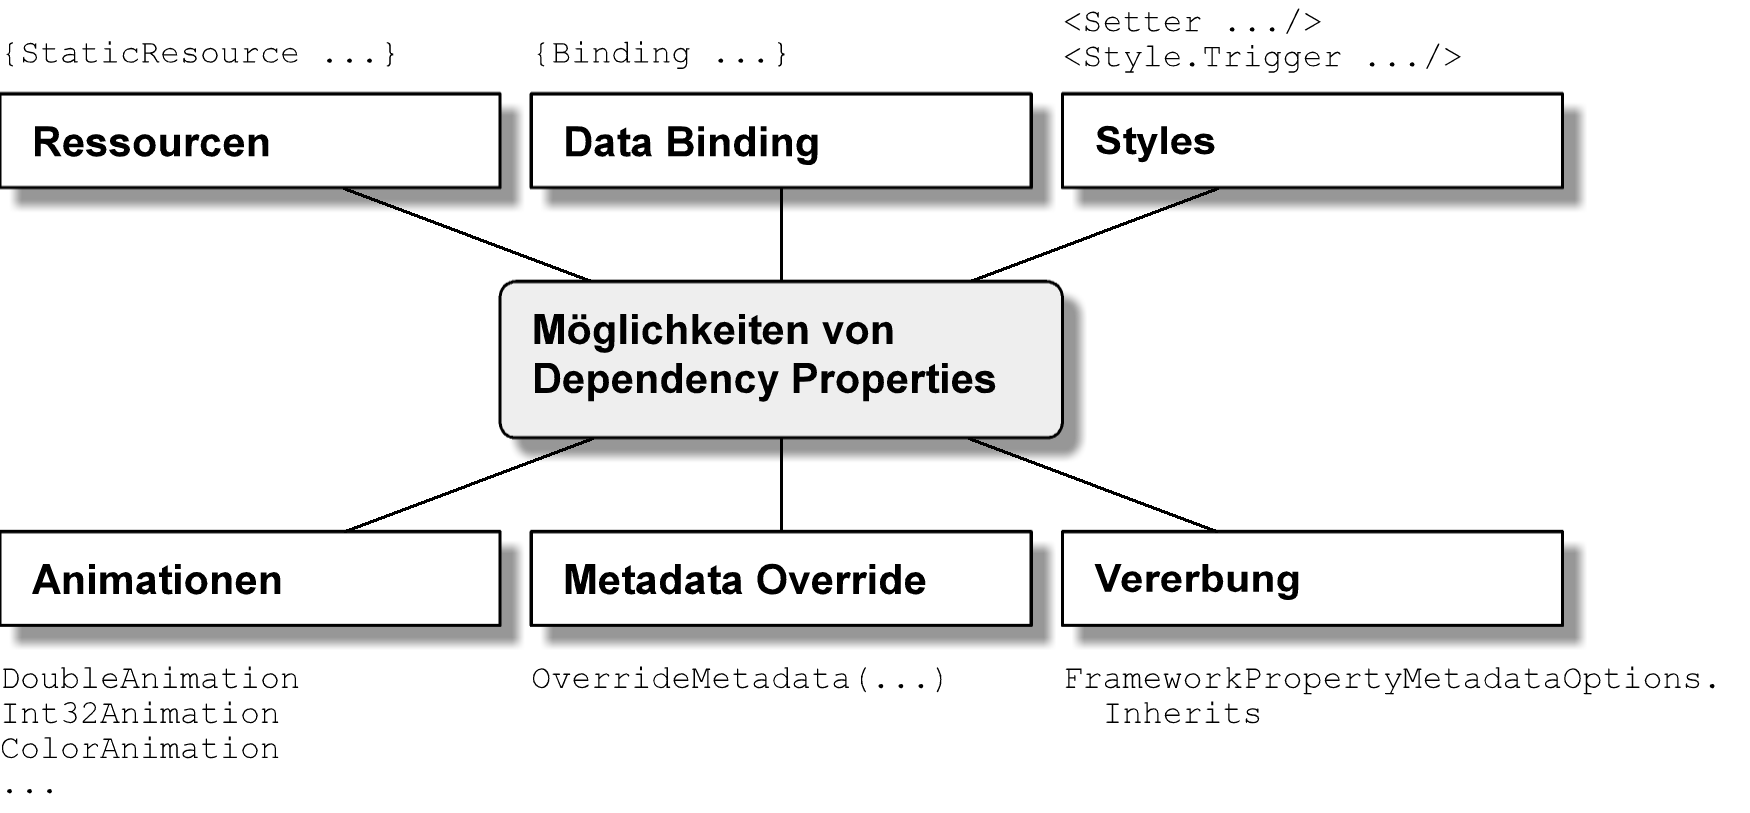 {StaticResource ...}
{Binding ...}
<Setter .../>
<Style.Trigger .../>
Ressourcen
Data Binding
Styles
Möglichkeiten von
Dependency Properties
Animationen
Metadata Override
Vererbung
DoubleAnimation
Int32Animation
ColorAnimation
...
OverrideMetadata(...)
FrameworkPropertyMetadataOptions.
Inherits